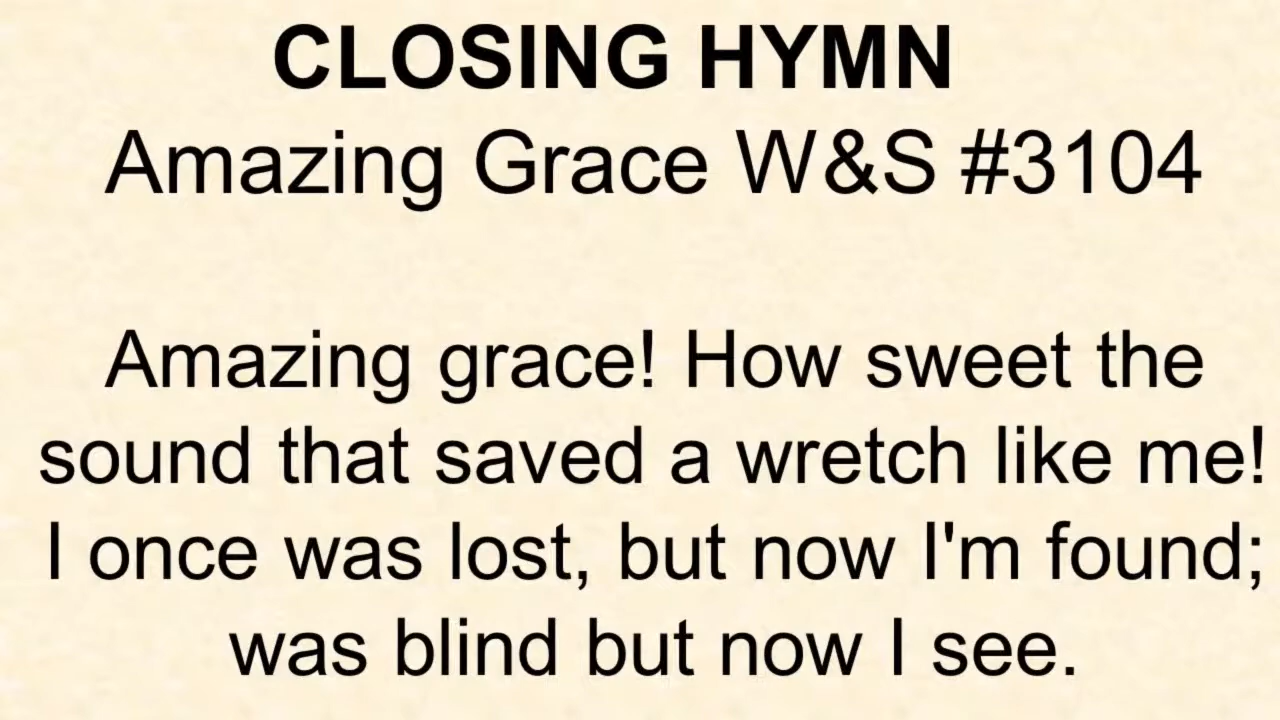 CLOSING HYMN
Amazing Grace W&S #3104
Amazing grace! How sweet the
sound that saved a wretch like me!
I once was lost, but now I'm found;
was blind but now I see.